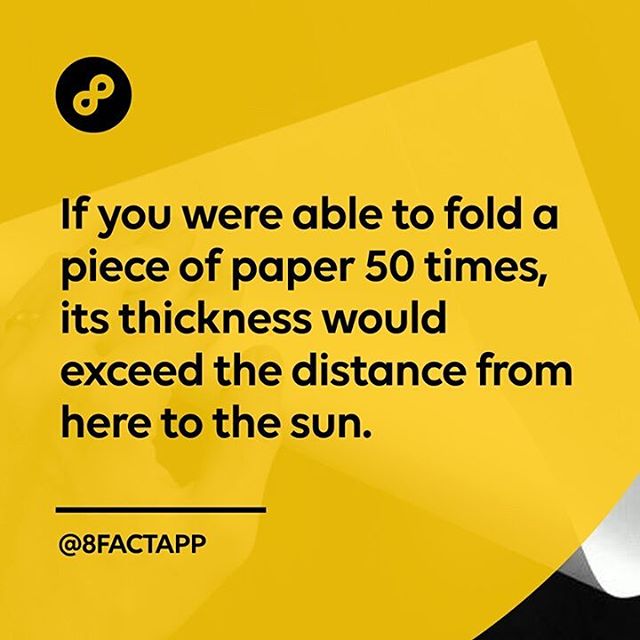 If you were able to fold a
piece of paper 50 times,
its thickness would
exceed the distance from
here to the sun.
@8FACTAPP